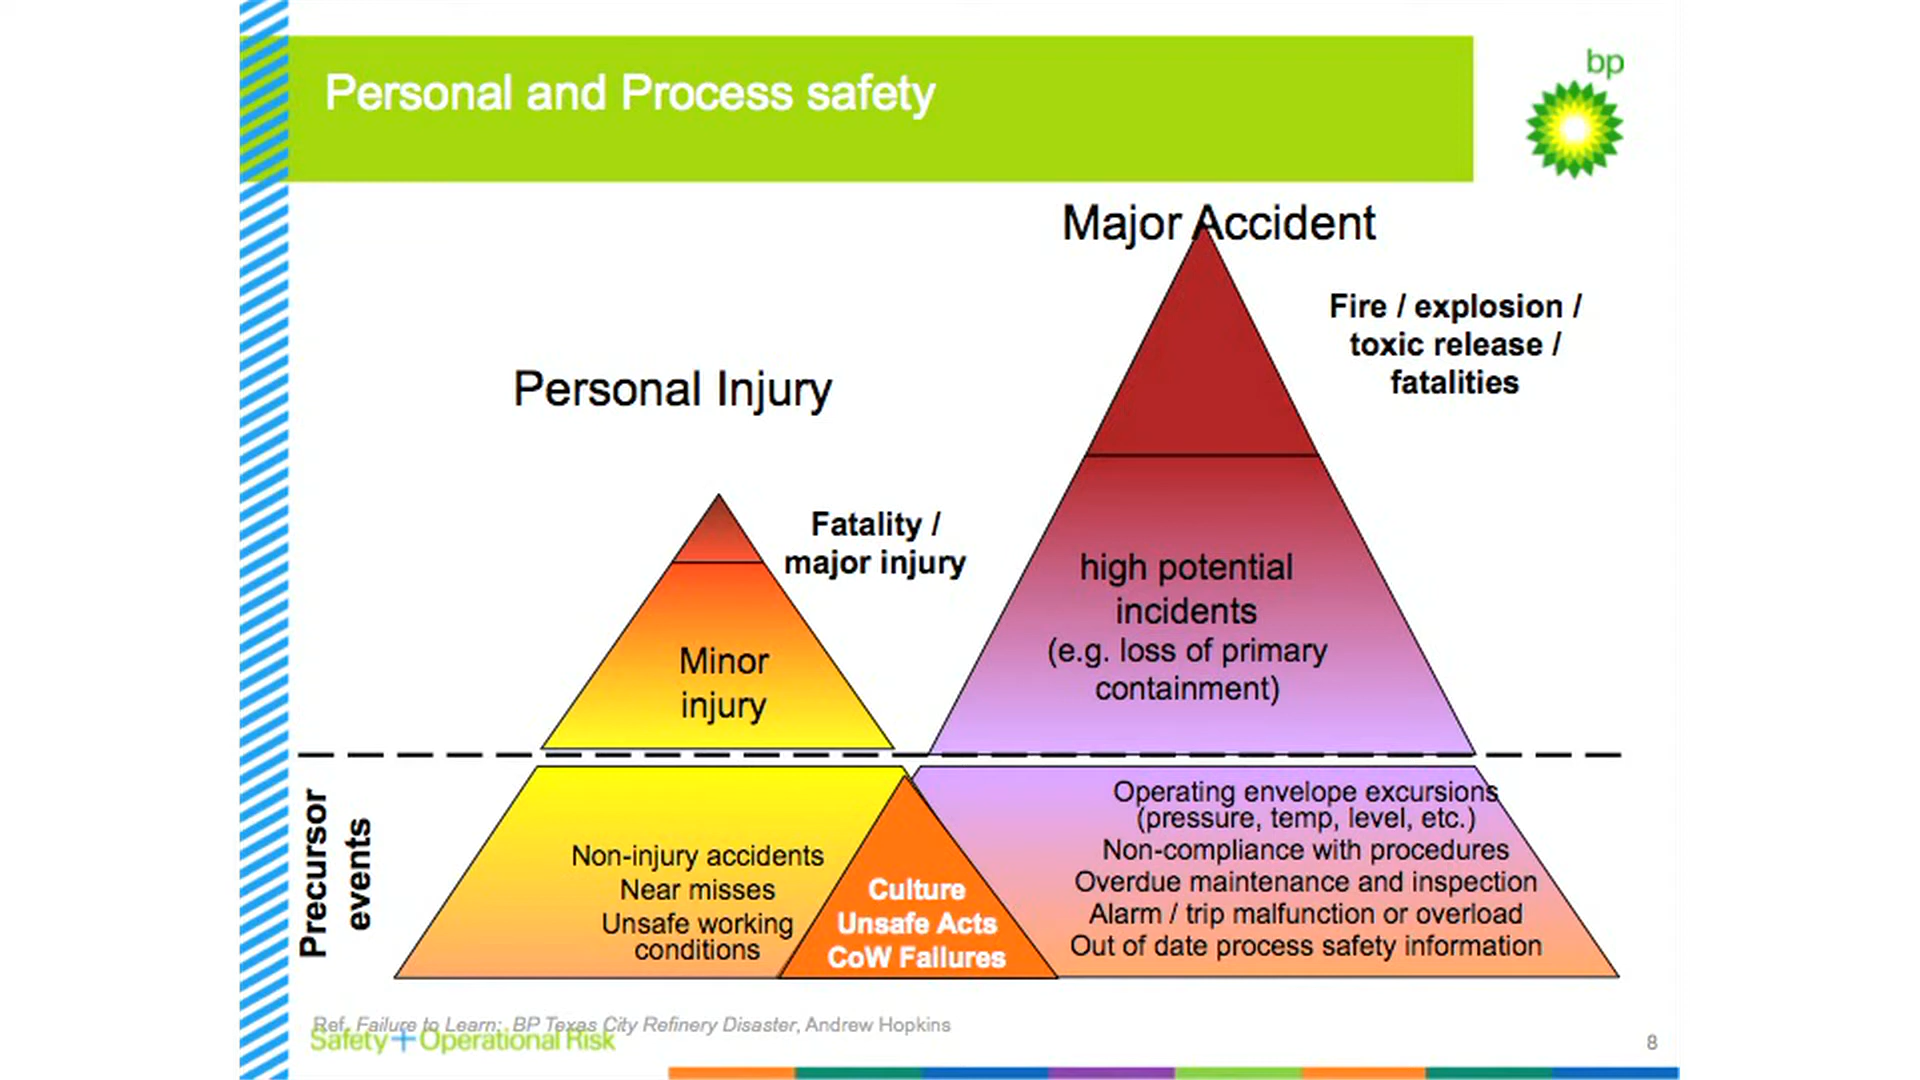 bp
Personal and Process safety
Major Accident
Fire / explosion /
toxic release /
fatalities
Personal Injury
Fatality /
major injury
high potential
incidents
(e.g. loss of primary
containment)
Minor
injury
Precursor
events
Non-injury accidents
Near misses
Unsafe working
conditions
Culture
Unsafe Acts
CoW Failures
Operating envelope excursions
(pressure, temp, level, etc.)
Non-compliance with procedures
Overdue maintenance and inspection
Alarm / trip malfunction or overload
Out of date process safety information
Ref. Failure to Learn: BP Texas City Refinery Disaster, Andrew Hopkins
Safety+Operational Risk
8